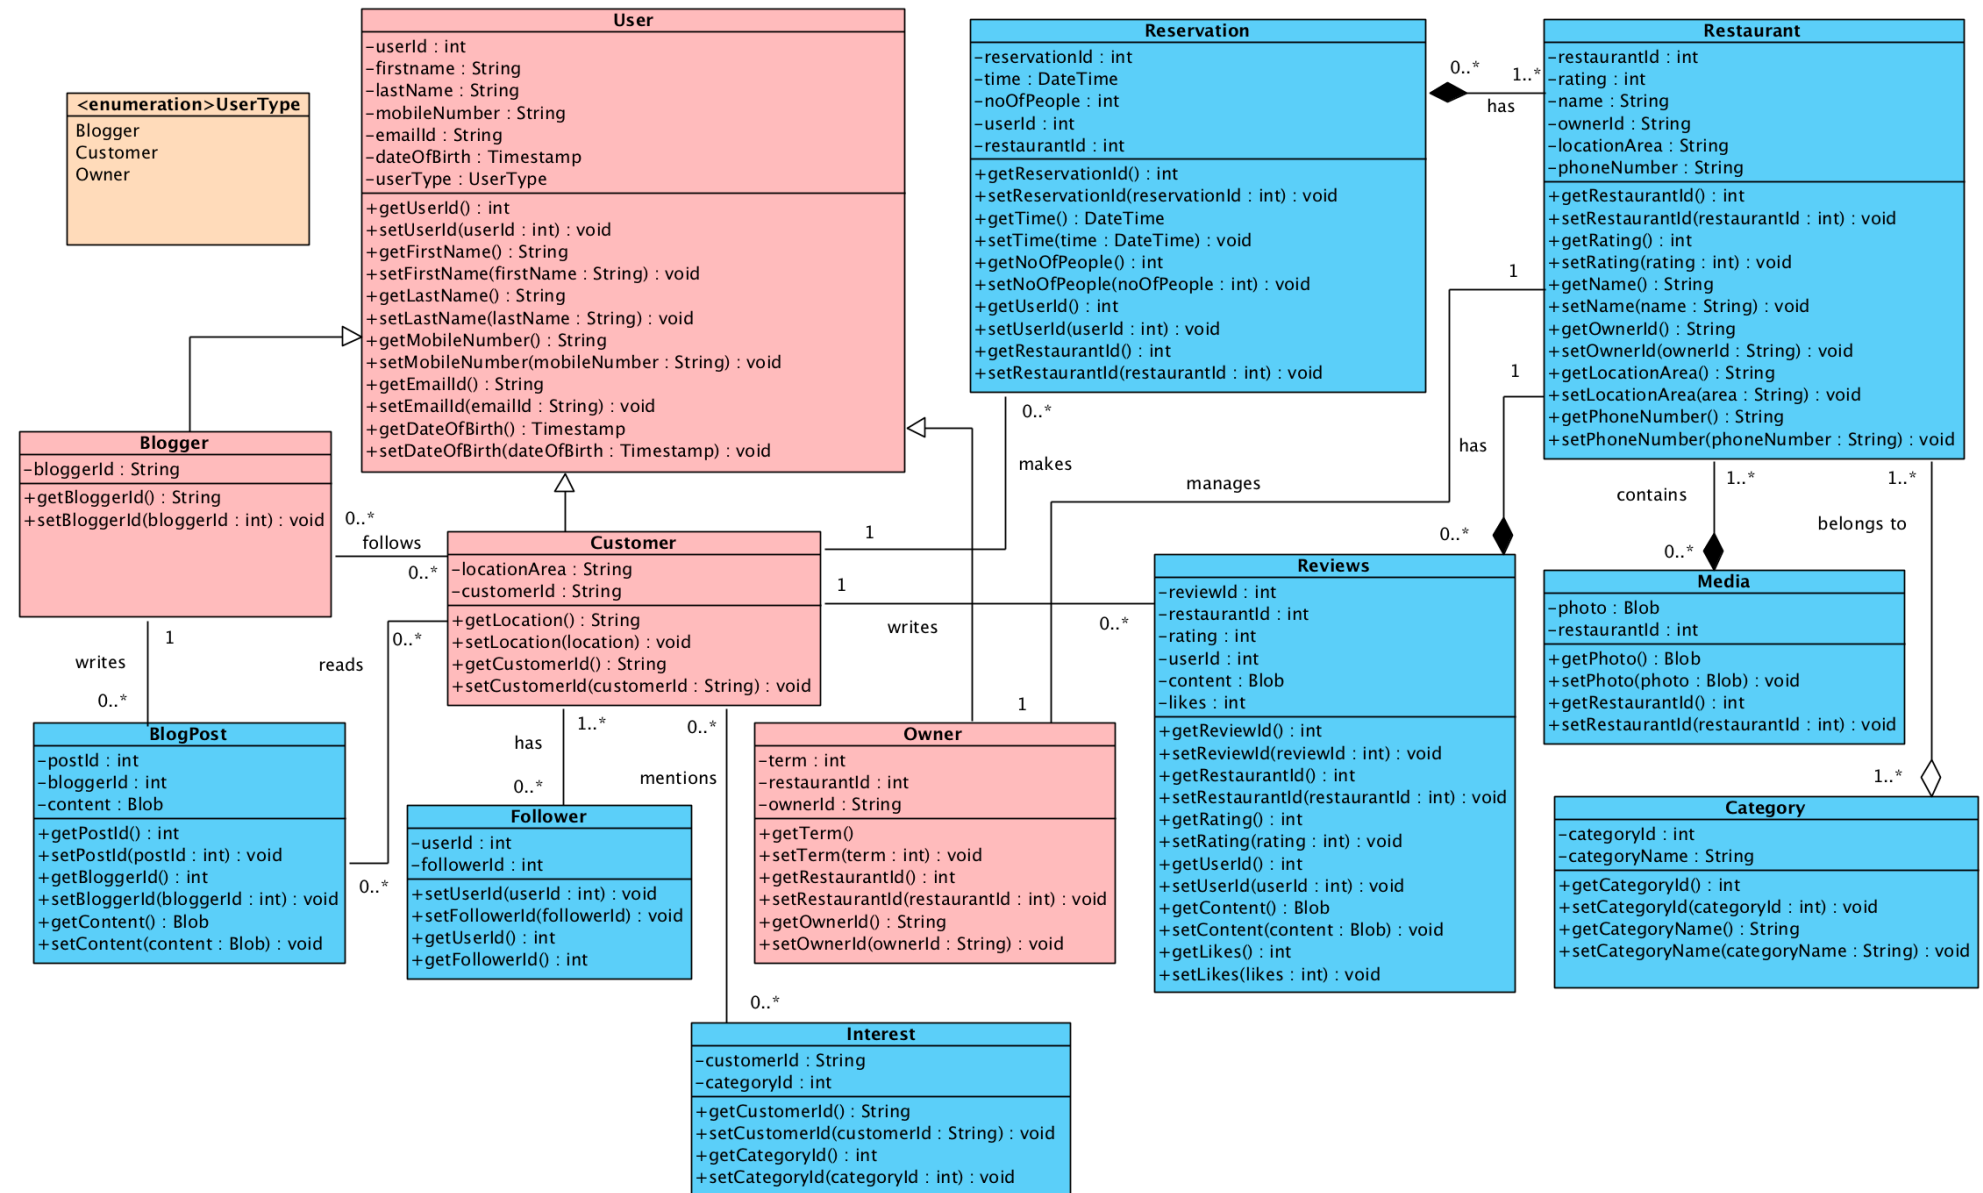 User
-userId : int
-firstname : String
-lastName : String
-mobileNumber : String
-emailId : String
-dateOfBirth : Timestamp
-userType : UserType
+getUserId() : int
+setUserId(userId : int) : void
+getFirstName() : String
+setFirstName(firstName : String) : void
+getLastName() : String
+setLastName(lastName : String) : void
+getMobileNumber() : String
+setMobileNumber(mobileNumber : String) : void
+getEmailId() : String
+setEmailId(emailId : String) : void
+getDateOfBirth() : Timestamp
+setDateOfBirth(dateOfBirth : Timestamp) : void
<enumeration>UserType
Blogger
Customer
Owner
Reservation
-reservationId : int
-time : DateTime
-noOfPeople : int
-userId : int
-restaurantId : int
+getReservationId() : int
+setReservationId(reservationId : int) : void
+getTime() : DateTime
+setTime(time : DateTime) : void
+getNoOfPeople() : int
+setNoOfPeople(noOfPeople : int) : void
+getUserId() : int
+setUserId(userId : int) : void
+getRestaurantId() : int
+setRestaurantId(restaurantId : int) : void
0..*
1..*
has
Restaurant
-restaurantId : int
-rating : int
-name : String
-ownerId : String
-locationArea : String
-phoneNumber : String
+getRestaurantId() : int
+setRestaurantId(restaurantId : int) : void
+getRating() : int
+setRating(rating : int) : void
+getName() : String
+setName(name : String) : void
+getOwnerId() : String
+setOwnerId(ownerId : String) : void
+getLocationArea() : String
+setLocationArea(area : String) : void
+getPhoneNumber() : String
+setPhoneNumber(phoneNumber : String) : void
1
1
has
0..*
manages
1
0..*
makes
1
1..*
contains
0..*
1..*
belongs to
1..*
Blogger
-bloggerId : String
+getBloggerId() : String
+setBloggerId(bloggerId : int) : void
0..*
follows
0..*
1
writes
0..*
0..*
reads
0..*
Customer
-locationArea : String
-customerId : String
+getLocation() : String
+setLocation(location) : void
+getCustomerId() : String
+setCustomerId(customerId : String) : void
1
writes
0..*
1..*
has
0..*
0..*
mentions
0..*
Reviews
-reviewId : int
-restaurantId : int
-rating : int
-userId : int
-content : Blob
-likes : int
+getReviewId() : int
+setReviewId(reviewId : int) : void
+getRestaurantId() : int
+setRestaurantId(restaurantId : int) : void
+getRating() : int
+setRating(rating : int) : void
+getUserId() : int
+setUserId(userId : int) : void
+getContent() : Blob
+setContent(content : Blob) : void
+getLikes() : int
+setLikes(likes : int) : void
Media
-photo : Blob
-restaurantId : int
+getPhoto() : Blob
+setPhoto(photo : Blob) : void
+getRestaurantId() : int
+setRestaurantId(restaurantId : int) : void
BlogPost
-postId : int
-bloggerId : int
-content : Blob
+getPostId() : int
+setPostId(postId : int) : void
+getBloggerId() : int
+setBloggerId(bloggerId : int) : void
+getContent() : Blob
+setContent(content : Blob) : void
Follower
-userId : int
-followerId : int
+setUserId(userId : int) : void
+setFollowerId(followerId) : void
+getUserId() : int
+getFollowerId() : int
Owner
-term : int
-restaurantId : int
-ownerId : String
+getTerm()
+setTerm(term : int) : void
+getRestaurantId() : int
+setRestaurantId(restaurantId : int) : void
+getOwnerId() : String
+setOwnerId(ownerId : String) : void
Category
-categoryId : int
-categoryName : String
+getCategoryId() : int
+setCategoryId(categoryId : int) : void
+getCategoryName() : String
+setCategoryName(categoryName : String) : void
Interest
-customerId : String
-categoryId : int
+getCustomerId() : String
+setCustomerId(customerId : String) : void
+getCategoryId() : int
+setCategoryId(categoryId : int) : void